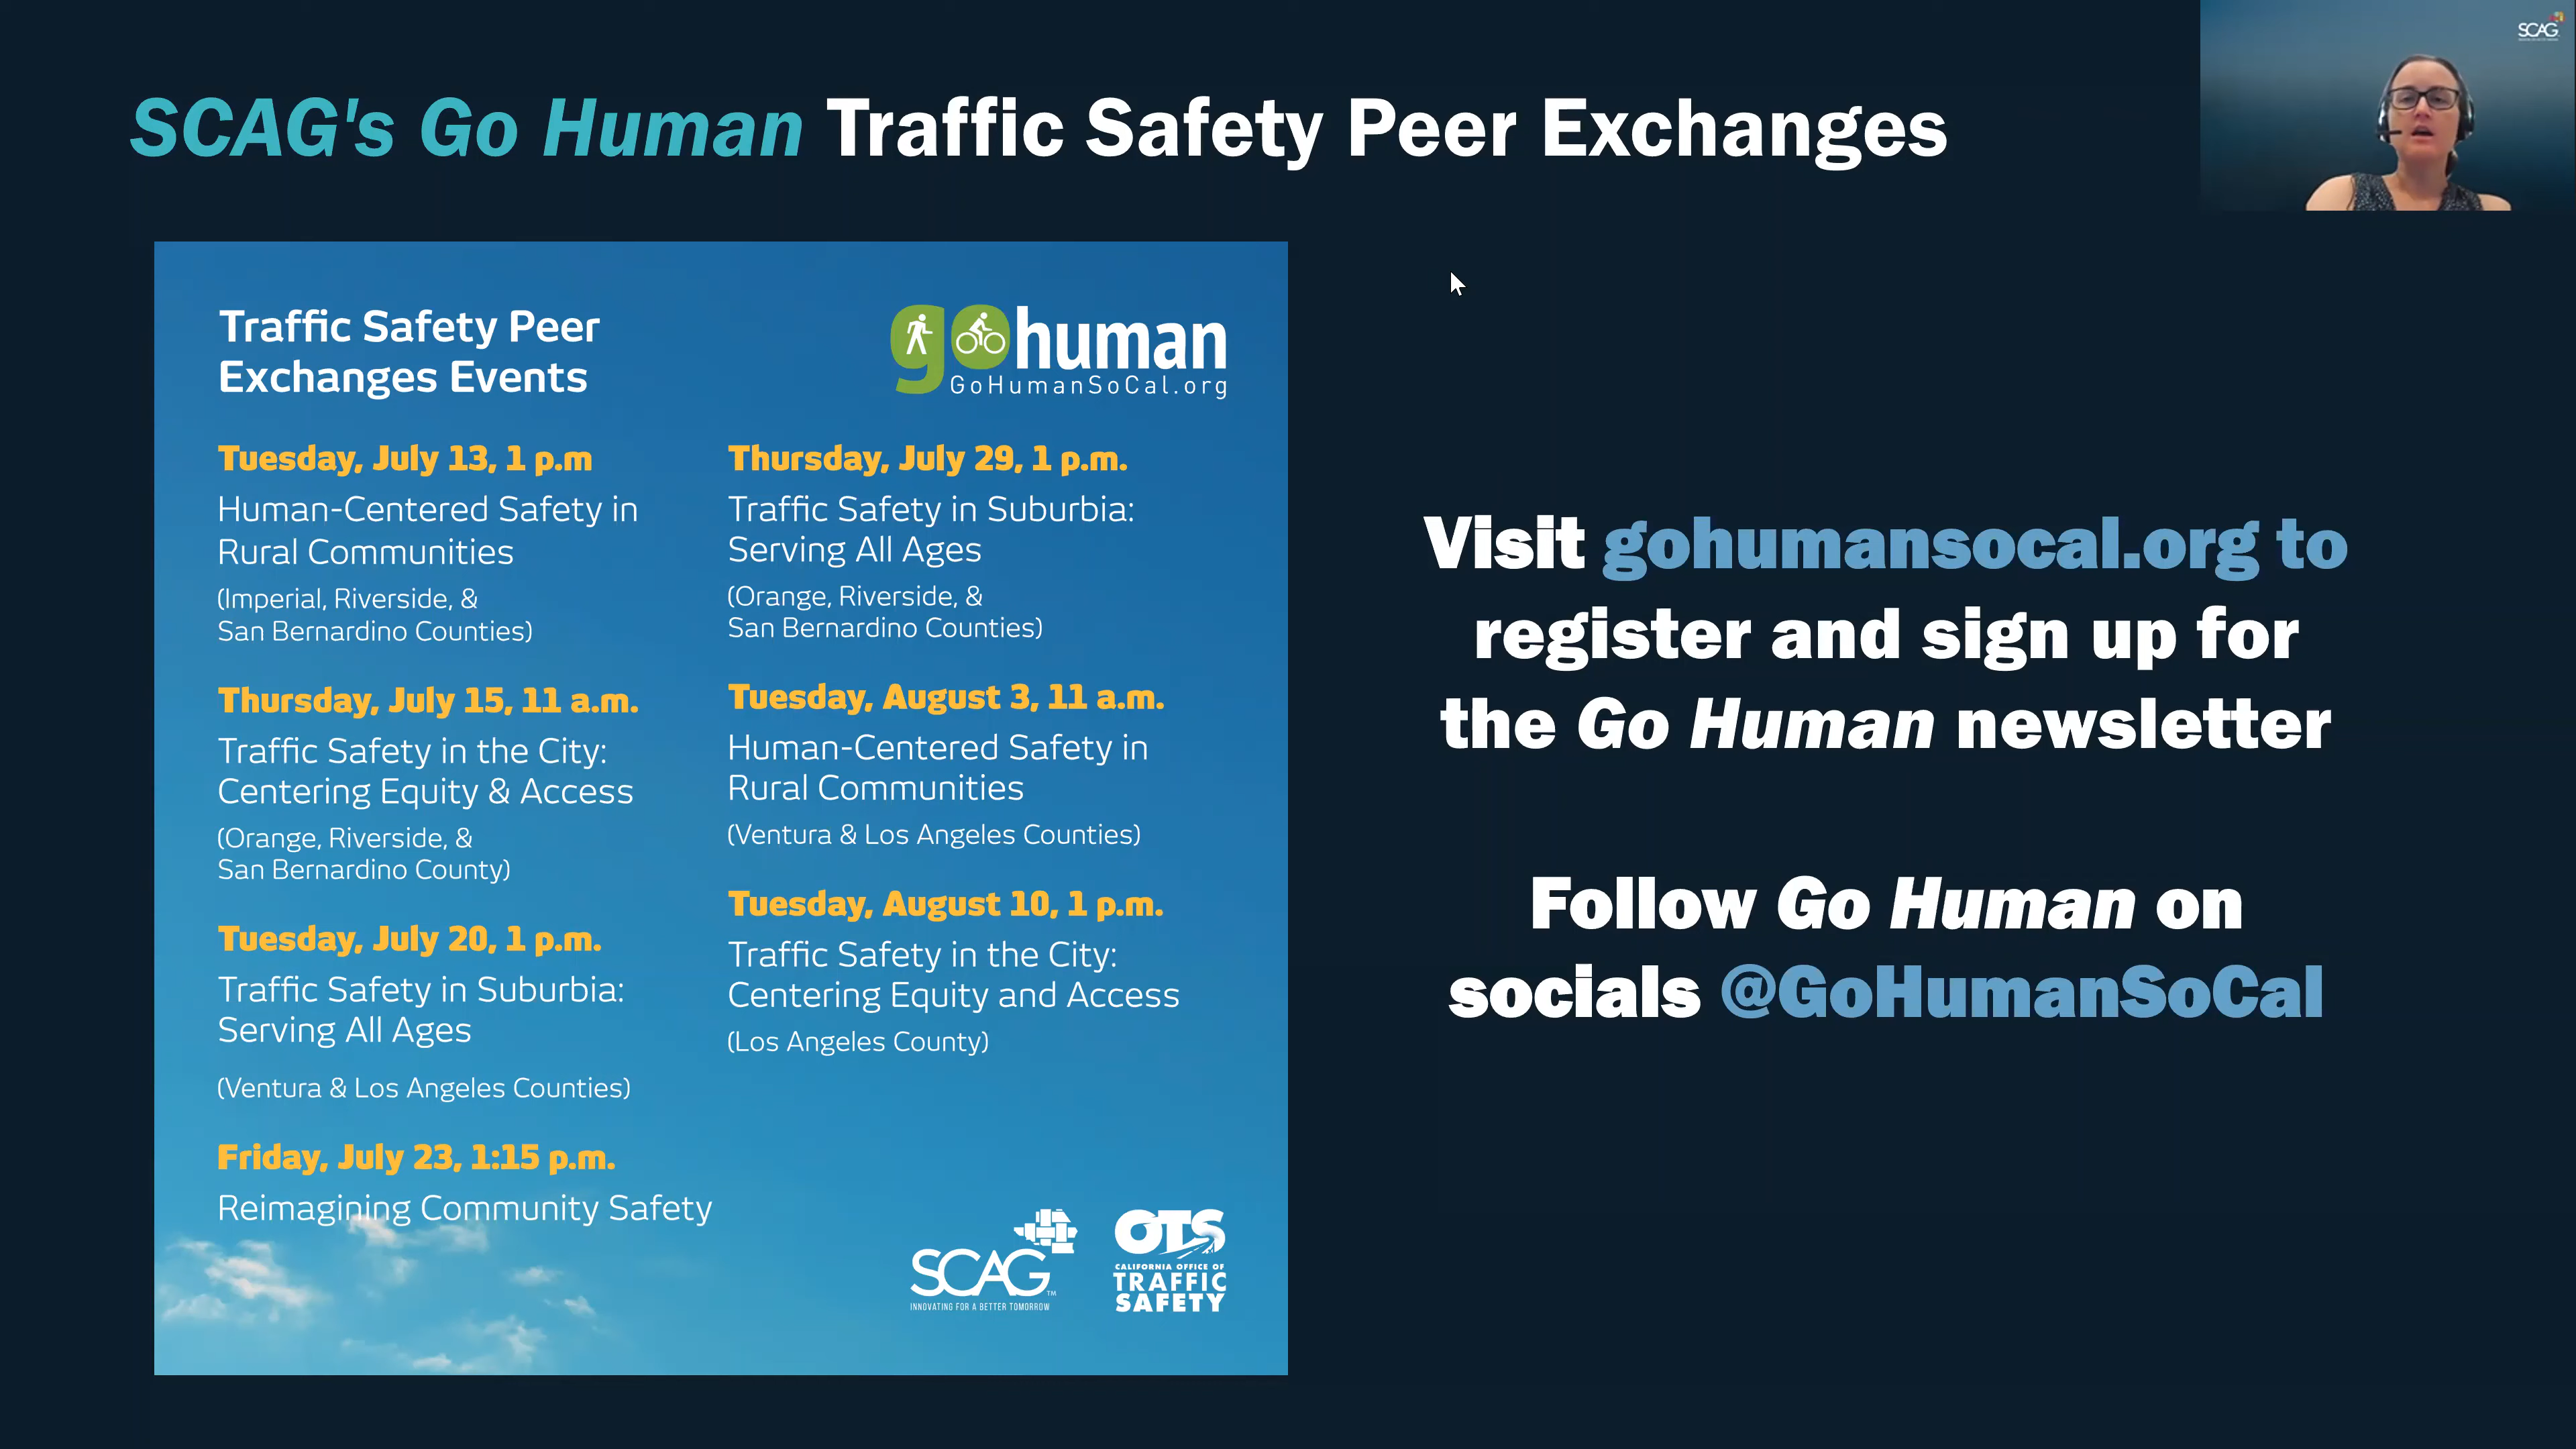 SCAG's Go Human Traffic Safety Peer Exchanges
SCAG
Traffic Safety Peer
Exchanges Events
gohuman
GoHumanSoCal.org
Tuesday, July 13, 1 p.m
Human-Centered Safety in
Rural Communities
(Imperial, Riverside, &
San Bernardino Counties)
Thursday, July 15, 11 a.m.
Traffic Safety in the City:
Centering Equity & Access
(Orange, Riverside, &
San Bernardino County)
Tuesday, July 20, 1 p.m.
Traffic Safety in Suburbia:
Serving All Ages
(Ventura & Los Angeles Counties)
Friday, July 23, 1:15 p.m.
Reimagining Community Safety
Thursday, July 29, 1 p.m.
Traffic Safety in Suburbia:
Serving All Ages
(Orange, Riverside, &
San Bernardino Counties)
Tuesday, August 3, 11 a.m.
Human-Centered Safety in
Rural Communities
(Ventura & Los Angeles Counties)
Tuesday, August 10, 1 p.m.
Traffic Safety in the City:
Centering Equity and Access
(Los Angeles County)
SCAG™
INNOVATING FOR A BETTER TOMORROW
OTS
CALIFORNIA OFFICE OF
TRAFFIC
SAFETY
Visit gohumansocal.org to
register and sign up for
the Go Human newsletter
Follow Go Human on
socials @GoHumanSoCal